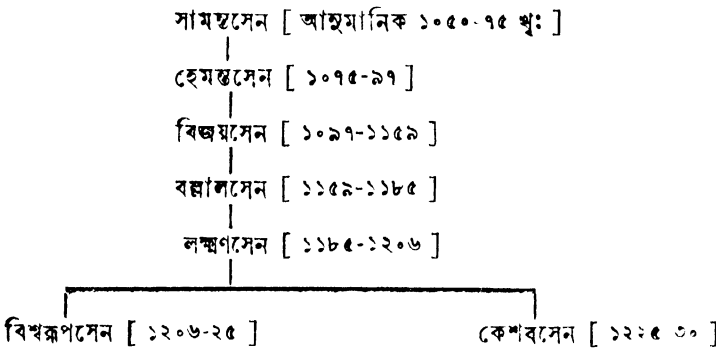 সামন্তসেন [ আনুমানিক ১০৫০-৭৫ খৃঃ ]
হেমন্তসেন [ ১০৭৫-৯৭ ]
বিজয়সেন [ ১০৯৭-১১৫৯ ]
বল্লালসেন [ ১১৫৯-১১৮৫ ]
লক্ষ্মণসেন [ ১১৮৫-১২০৬ ]
বিশ্বরূপসেন [ ১২০৬-২৫ ] কেশবসেন [ ১২২৫ ৩০ ]